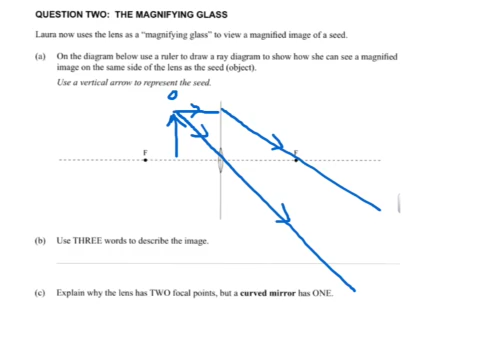 QUESTION TWO: THE MAGNIFYING GLASS
Laura now uses the lens as a "magnifying glass" to view a magnified image of a seed.
(a) On the diagram below use a ruler to draw a ray diagram to show how she can see a magnified
image on the same side of the lens as the seed (object).
Use a vertical arrow to represent the seed.
O
F F
(b) Use THREE words to describe the image.
(c) Explain why the lens has TWO focal points, but a curved mirror has ONE.